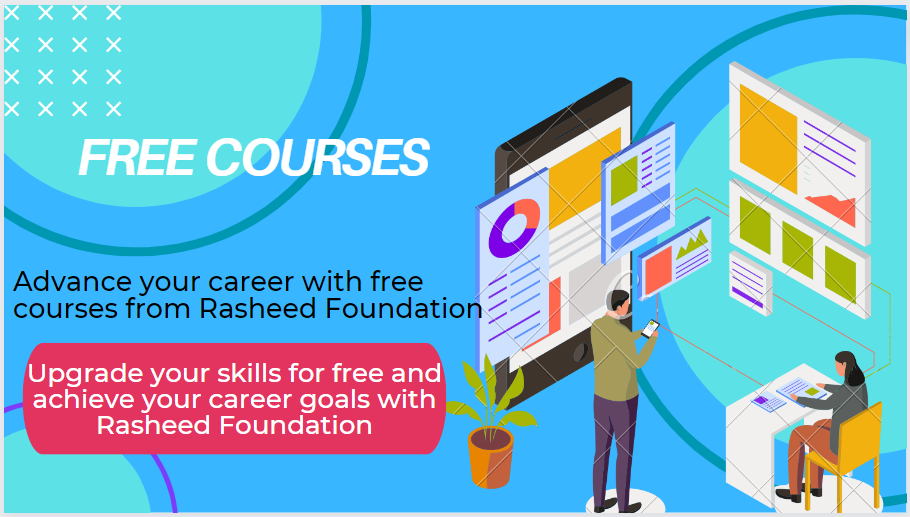 FREE COURSES
Advance your career with free
courses from Rasheed Foundation
Upgrade your skills for free and
achieve your career goals with
Rasheed Foundation